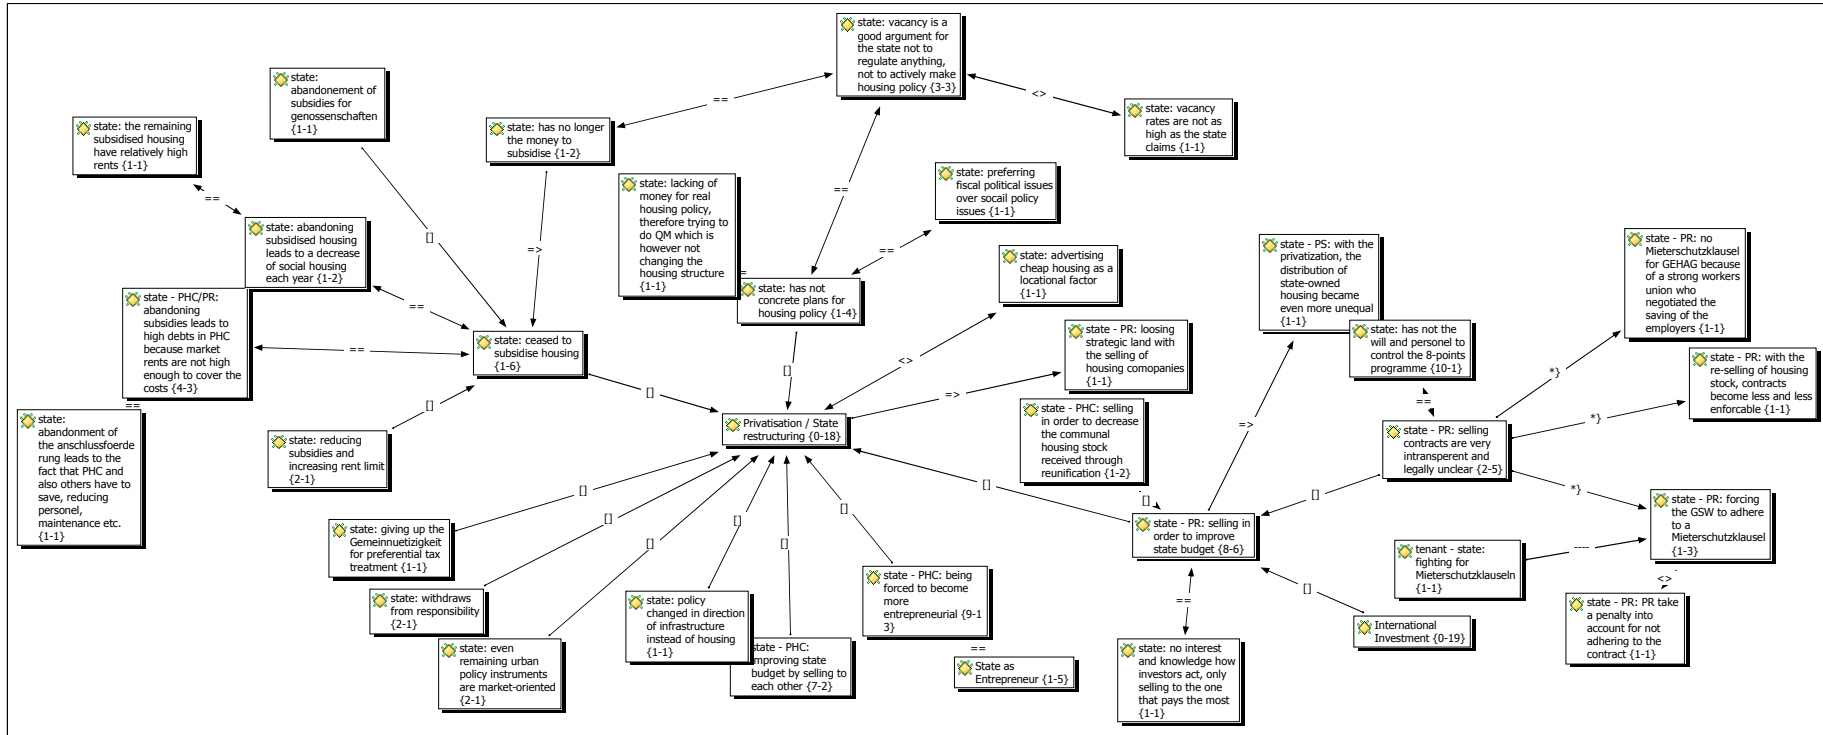 state: vacancy is a
good argument for
the state not to
regulate anything,
not to actively make
housing policy {3-3}
state:
abandonement of
subsidies for
genossenschaften
{1-1}
==
<>
state: vacancy
rates are not as
high as the state
claims {1-1}
state: the remaining
subsidised housing
have relatively high
rents {1-1}
state: has no longer
the money to
subsidise {1-2}
state: lacking of
money for real
housing policy,
therefore trying to
do QM which is
however not
changing the
housing structure
{1-1}
==
state: preferring
fiscal political issues
over socail policy
issues {1-1}
==
state: abandoning
subsidised housing
leads to a decrease
of social housing
each year {1-2}
[]
=>
==
state: advertising
cheap housing as a
locational factor
{1-1}
state - PS: with the
privatization, the
distribution of
state-owned
housing became
even more unequal
{1-1}
state - PR: no
Mieterschutzklausel
for GEHAG because
of a strong workers
union who
negotiated the
saving of the
employers {1-1}
=
state: has not
concrete plans for
housing policy {1-4}
state - PHC/PR:
abandoning
subsidies leads to
high debts in PHC
because market
rents are not high
enough to cover the
costs {4-3}
==
==
state: ceased to
subsidise housing
{1-6}
[]
<>
state - PR: loosing
strategic land with
the selling of
housing comopanies
{1-1}
state: has not the
will and personel to
control the 8-points
programme {10-1}
state - PR: with the
re-selling of housing
stock, contracts
become less and less
enforcable {1-1}
*}
==
state:
abandonment of
the anschlussfoerde
rung leads to the
fact that PHC and
also others have to
save, reducing
personel,
maintenance etc.
{1-1}
[]
[]
=>
==
*}
state: reducing
subsidies and
increasing rent limit
{2-1}
Privatisation / State
restructuring {0-18}
state - PHC: selling
in order to decrease
the communal
housing stock
received through
reunification {1-2}
=>
state - PR: selling
contracts are very
intransperent and
legally unclear {2-5}
[]
[]
[]
[]
[]
[]
[]
[]
[]
*}
state: giving up the
Gemeinnuetizigkeit
for preferential tax
treatment {1-1}
state - PR: selling in
order to improve
state budget {8-6}
state - PR: forcing
the GSW to adhere
to a
Mieterschutzklausel
{1-3}
tenant - state:
fighting for
Mieterschutzklauseln
{1-1}
----
<>
state: withdraws
from responsibility
{2-1}
state: policy
changed in direction
of infrastructure
instead of housing
{1-1}
state - PHC: being
forced to become
more
entrepreneurial {9-1
3}
==
[]
state - PR: PR take
a penalty into
account for not
adhering to the
contract {1-1}
state: even
remaining urban
policy instruments
are market-oriented
{2-1}
state - PHC:
improving state
budget by selling to
each other {7-2}
==
State as
Entrepreneur {1-5}
state: no interest
and knowledge how
investors act, only
selling to the one
that pays the most
{1-1}
International
Investment {0-19}